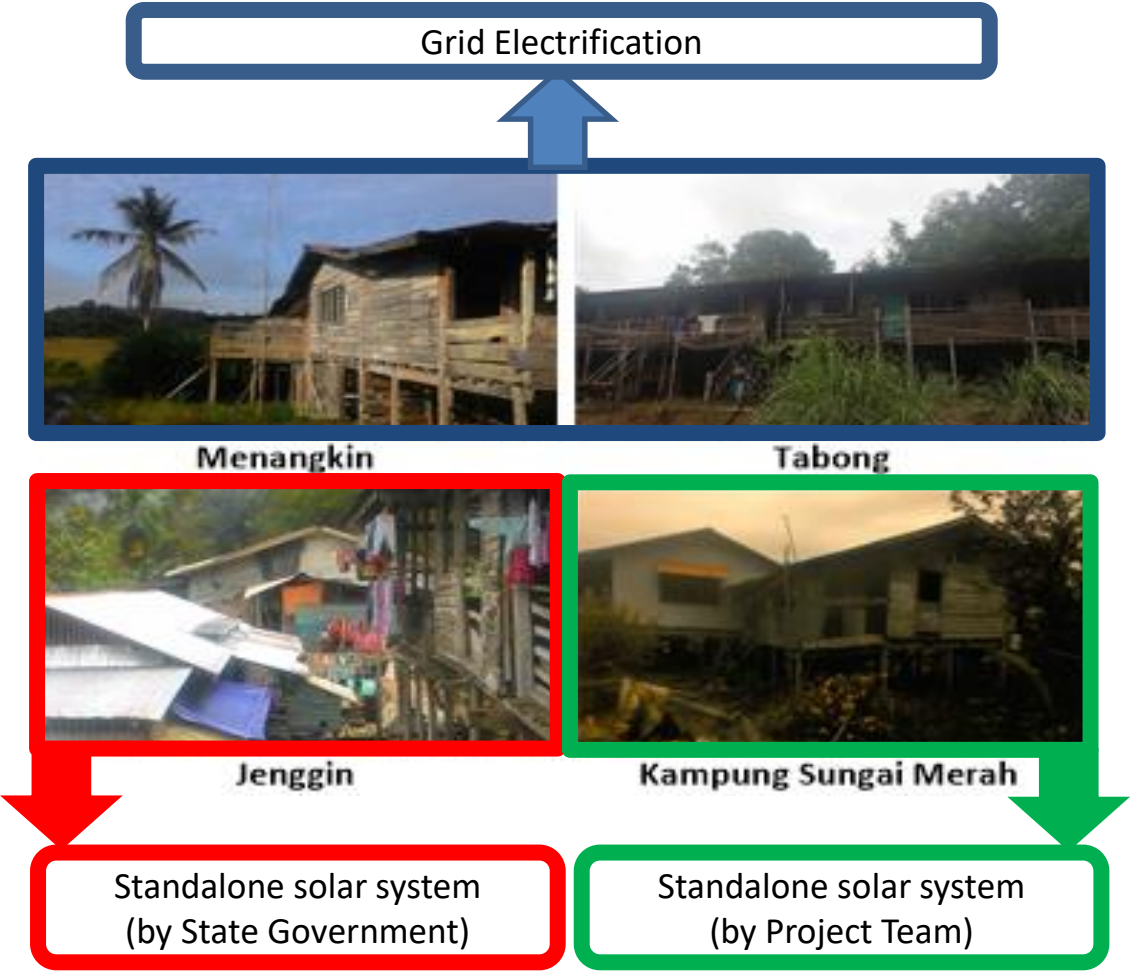 Grid Electrification
Menangkin
Tabong
Jenggin
Kampung Sungai Merah
Standalone solar system
(by State Government)
Standalone solar system
(by Project Team)